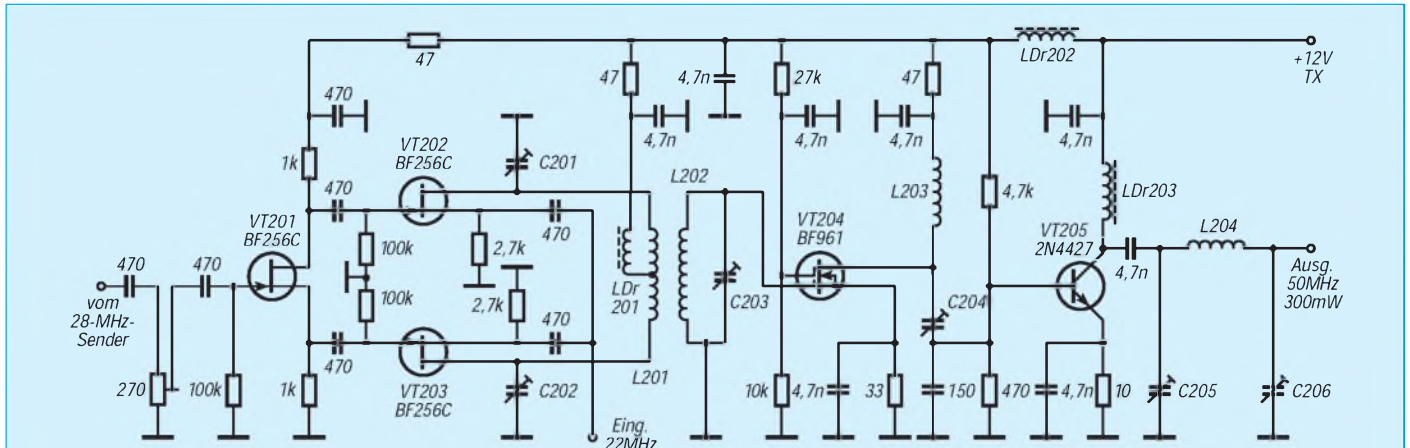 47
LDr202
+12V
TX
470
47
4,7n
27k
47
4,7n
4,7n
4,7n
4,7n
1k
VT202
BF256C
C201
470
L202
L203
4,7k
LDr203
VT201
BF256C
100k
2,7k
470
VT204
BF961
VT205
2N4427
L204
470
470
4,7n
Ausg.
50MHz
300mW
vom
28-MHz-
Sender
100k
2,7k
LDr
201
C203
C204
470
470
270
100k
1k
VT203
BF256C
C202
L201
10k
4,7n
33
150
470
4,7n
10
C205
C206
Eing.
22MHz